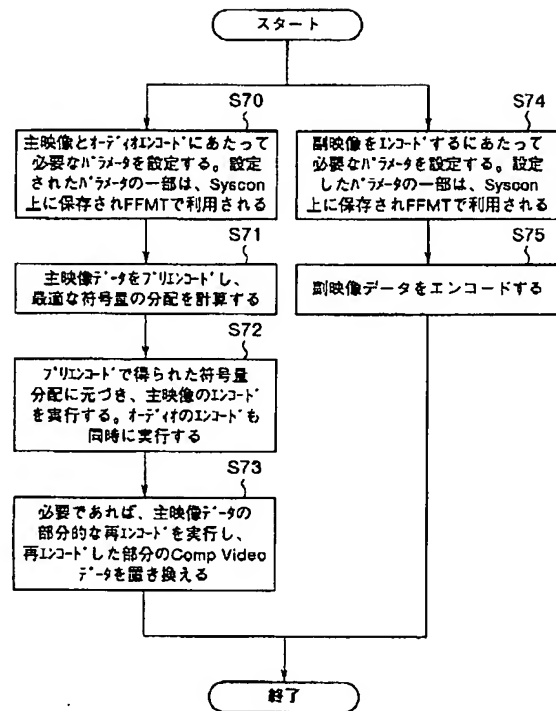 スタート
S70
主映像とオーディオエンコードにあたって
必要なパラメータを設定する。設定
されたパラメータの一部は、Syscon
上に保存されFFMTで利用される
S71
主映像データをプリエンコードし、
最適な符号量の分配を計算する
S72
プリエンコードで得られた符号量
分配に元づき、主映像のエンコード
を実行する。オーディオのエンコードも
同時に実行する
S73
必要であれば、主映像データの
部分的な再エンコードを実行し、
再エンコードした部分のComp Video
データを置き換える
S74
副映像をエンコードするにあたって
必要なパラメータを設定する。設定
したパラメータの一部は、Syscon
上に保存されFFMTで利用される
S75
副映像データをエンコードする
終了